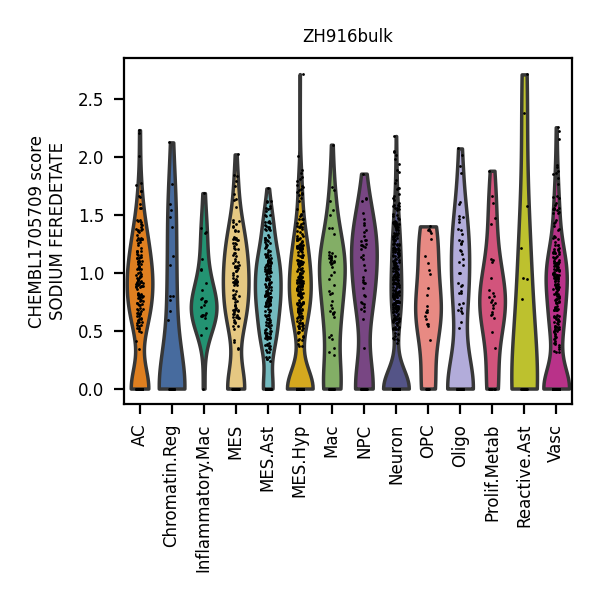 ZH916bulk
CHEMBL1705709 score
SODIUM FEREDETATE
2.5
2.0
1.5
1.0
0.5
0.0
AC
Chromatin.Reg
Inflammatory.Mac
MES
MES.Ast
MES.Hyp
Mac
NPC
Neuron
OPC
Oligo
Prolif.Metab
Reactive.Ast
Vasc